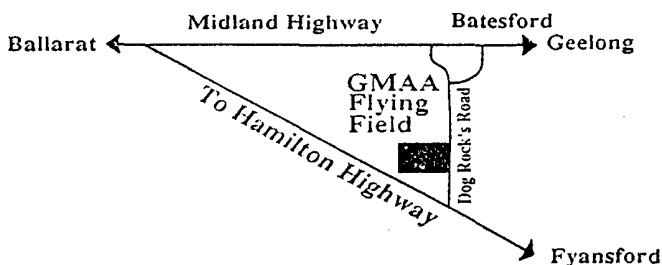 Midland Highway
Batesford
Ballarat
Geelong
GMAA
Flying
Field
To Hamilton Highway
Dog Rock's Road
Fyansford